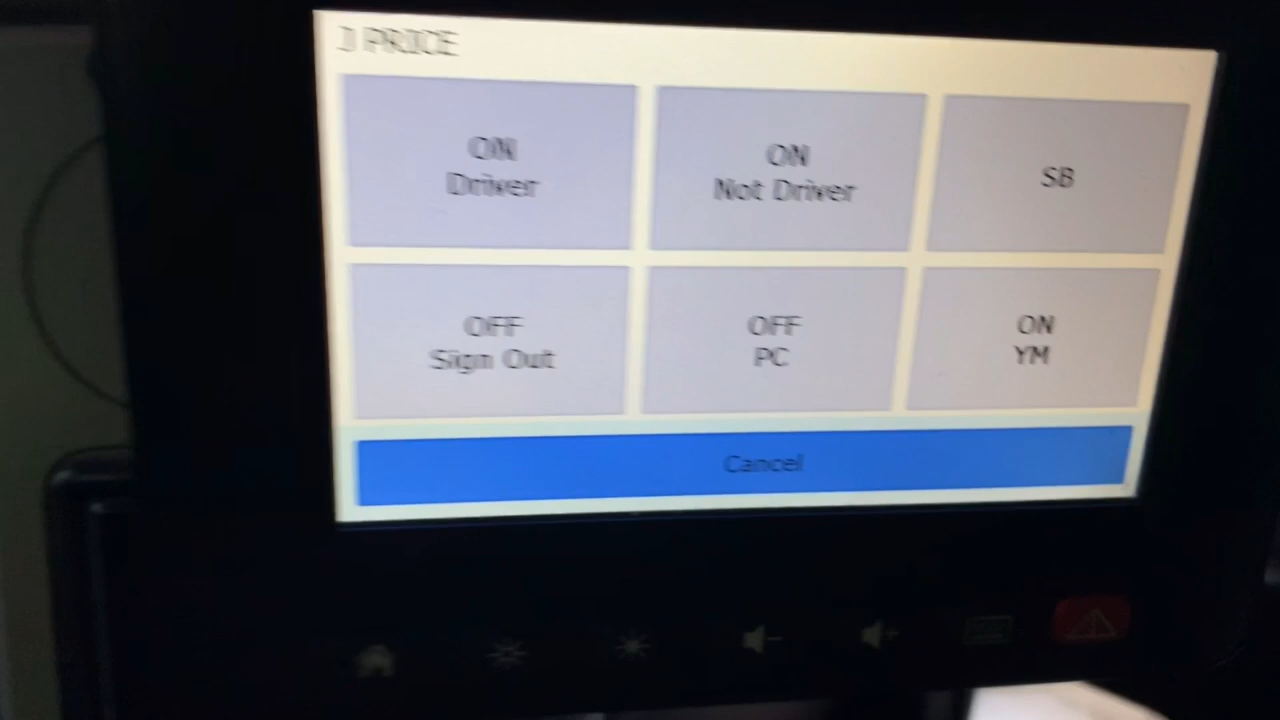 J PRICE
ON
Driver
ON
Not Driver
SB
OFF
Sign Out
OFF
PC
ON
YM
Cancel